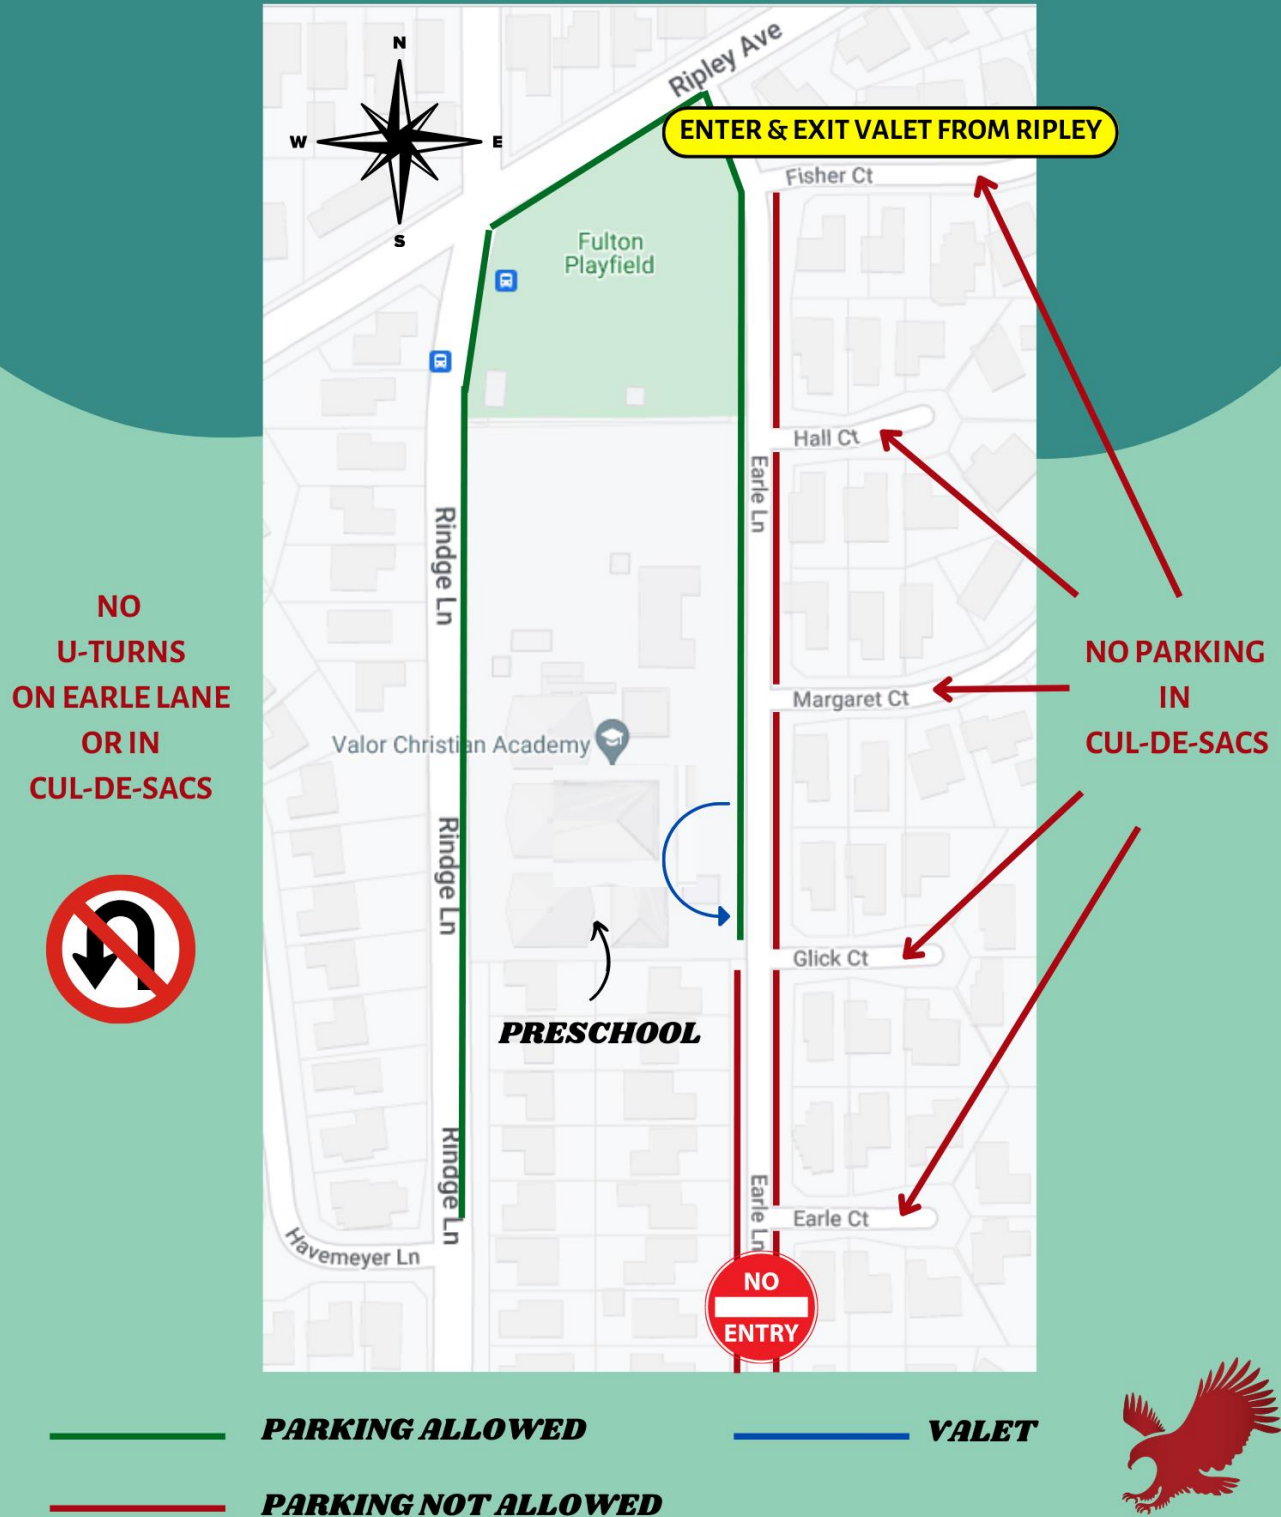 N
W
E
S
Ripley Ave
ENTER & EXIT VALET FROM RIPLEY
Fisher Ct
Fulton
Playfield
Hall Ct
Earle Ln
Rindge Ln
NO
U-TURNS
ON EARLE LANE
OR IN
CUL-DE-SACS
NO PARKING
IN
CUL-DE-SACS
Margaret Ct
Valor Christian Academy
Rindge Ln
Glick Ct
PRESCHOOL
Rindge Ln
Earle Ln
Earle Ct
Havemeyer Ln
NO
ENTRY
PARKING ALLOWED
VALET
PARKING NOT ALLOWED